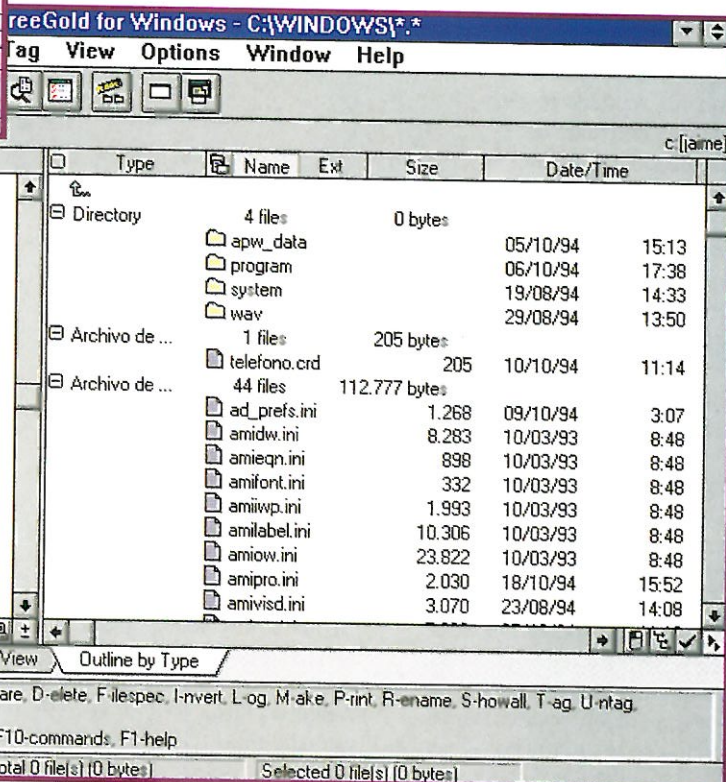 reeGold for Windows - C:\WINDOWS\*.*
Tag View Options Window Help
c:[jaime]
Type Name Ext Size Date/Time
Directory 4 files 0 bytes
apw_data 05/10/94 15:13
program 06/10/94 17:38
system 19/08/94 14:33
wav 29/08/94 13:50
Archivo de ... 1 files 205 bytes
telefono.crd 205 10/10/94 11:14
Archivo de ... 44 files 112.777 bytes
ad_prefs.ini 1.268 09/10/94 3:07
amidw.ini 8.283 10/03/93 8:48
amieqn.ini 898 10/03/93 8:48
amifont.ini 332 10/03/93 8:48
amiiwp.ini 1.993 10/03/93 8:48
amilabel.ini 10.306 10/03/93 8:48
amiow.ini 23.822 10/03/93 8:48
amipro.ini 2.030 18/10/94 15:52
amivisd.ini 3.070 23/08/94 14:08
View Outline by Type
are, D-elete, F-ilespec, I-nvert, L-og, M-ake, P-rint, R-ename, S-howall, T-ag, U-ntag,
F10-commands, F1-help
otal 0 file(s) (0 bytes) Selected 0 file(s) (0 bytes)